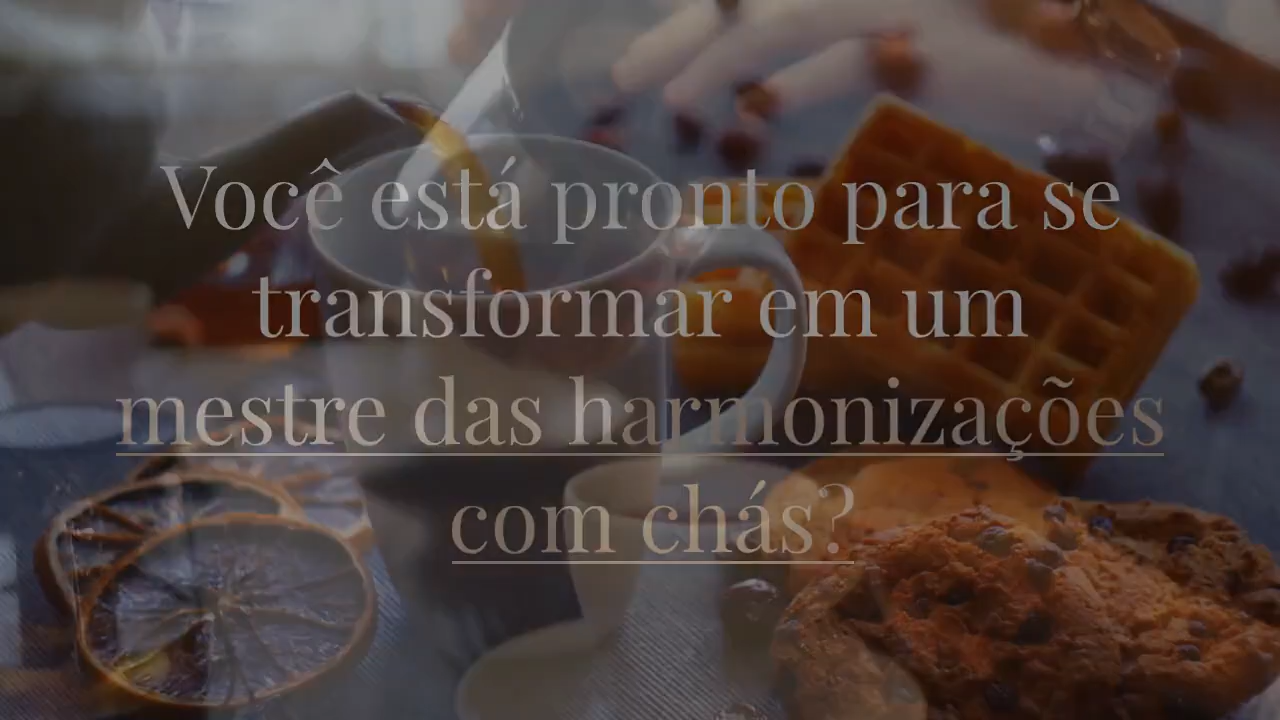 Você está pronto para se
transformar em um
mestre das harmonizações
com chás?